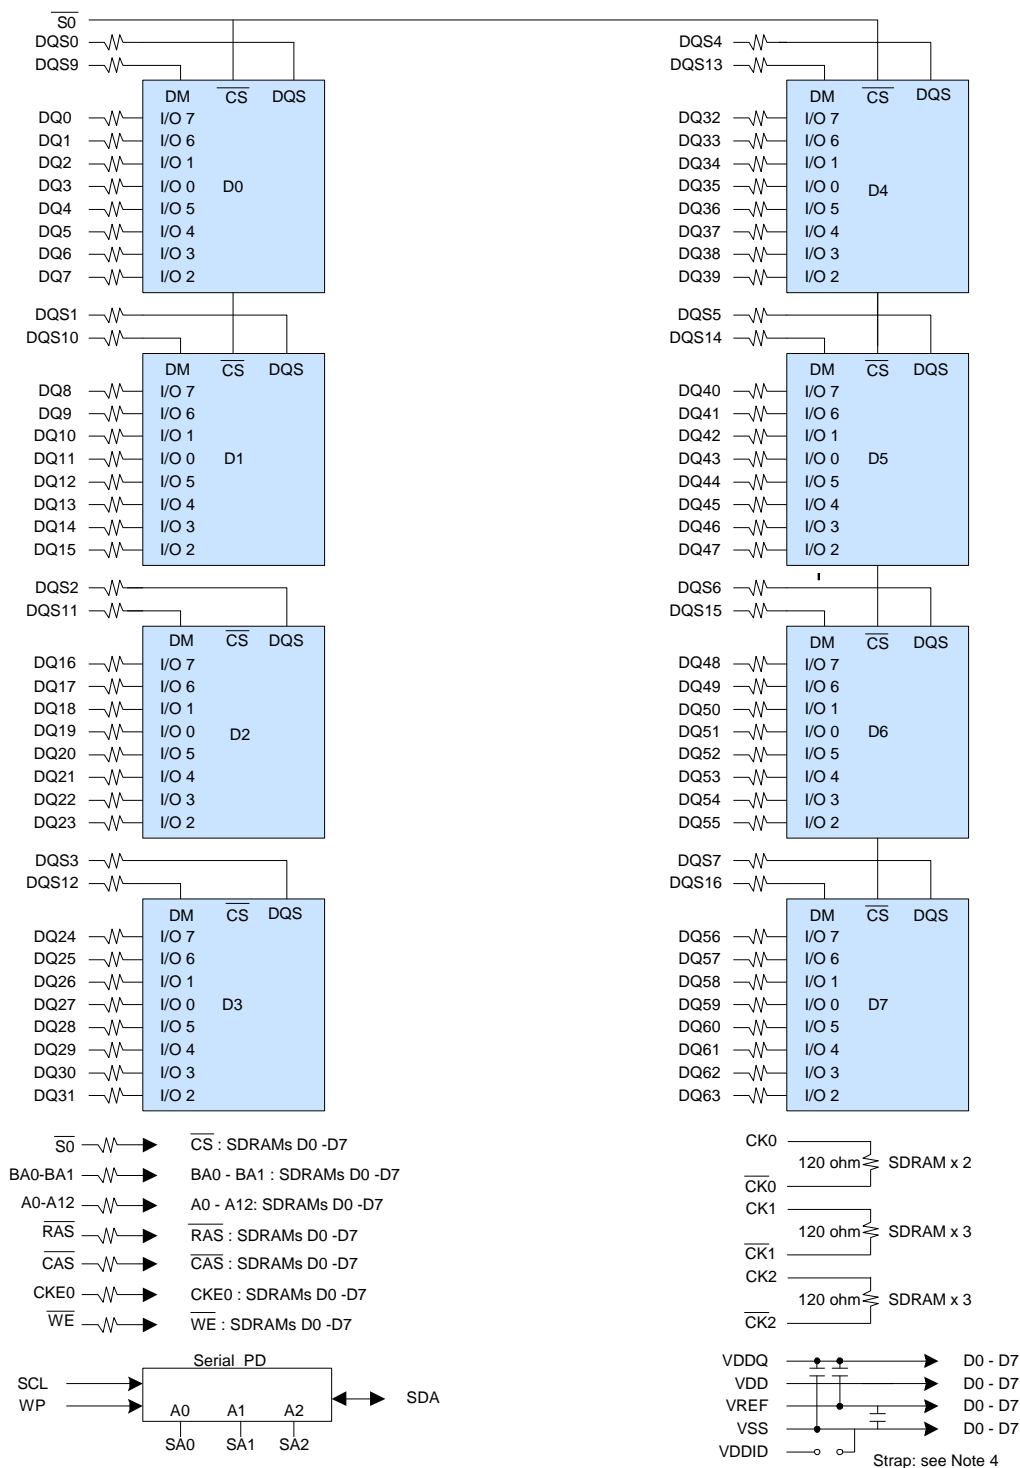 S0
DQS0
DQS9
DM CS DQS
DQ0 I/O 7
DQ1 I/O 6
DQ2 I/O 1
DQ3 I/O 0 D0
DQ4 I/O 5
DQ5 I/O 4
DQ6 I/O 3
DQ7 I/O 2
DQS1
DQS10
DM CS DQS
DQ8 I/O 7
DQ9 I/O 6
DQ10 I/O 1
DQ11 I/O 0 D1
DQ12 I/O 5
DQ13 I/O 4
DQ14 I/O 3
DQ15 I/O 2
DQS2
DQS11
DM CS DQS
DQ16 I/O 7
DQ17 I/O 6
DQ18 I/O 1
DQ19 I/O 0 D2
DQ20 I/O 5
DQ21 I/O 4
DQ22 I/O 3
DQ23 I/O 2
DQS3
DQS12
DM CS DQS
DQ24 I/O 7
DQ25 I/O 6
DQ26 I/O 1
DQ27 I/O 0 D3
DQ28 I/O 5
DQ29 I/O 4
DQ30 I/O 3
DQ31 I/O 2
DQS4
DQS13
DM CS DQS
DQ32 I/O 7
DQ33 I/O 6
DQ34 I/O 1
DQ35 I/O 0 D4
DQ36 I/O 5
DQ37 I/O 4
DQ38 I/O 3
DQ39 I/O 2
DQS5
DQS14
DM CS DQS
DQ40 I/O 7
DQ41 I/O 6
DQ42 I/O 1
DQ43 I/O 0 D5
DQ44 I/O 5
DQ45 I/O 4
DQ46 I/O 3
DQ47 I/O 2
DQS6
DQS15
DM CS DQS
DQ48 I/O 7
DQ49 I/O 6
DQ50 I/O 1
DQ51 I/O 0 D6
DQ52 I/O 5
DQ53 I/O 4
DQ54 I/O 3
DQ55 I/O 2
DQS7
DQS16
DM CS DQS
DQ56 I/O 7
DQ57 I/O 6
DQ58 I/O 1
DQ59 I/O 0 D7
DQ60 I/O 5
DQ61 I/O 4
DQ62 I/O 3
DQ63 I/O 2
S0 CS : SDRAMs D0 -D7
BA0-BA1 BA0 - BA1 : SDRAMs D0 -D7
A0-A12 A0 - A12: SDRAMs D0 -D7
RAS RAS : SDRAMs D0 -D7
CAS CAS : SDRAMs D0 -D7
CKE0 CKE0 : SDRAMs D0 -D7
WE WE : SDRAMs D0 -D7
Serial PD
SCL
WP
SDA
A0 A1 A2
SA0 SA1 SA2
CK0
120 ohm SDRAM x 2
CK0
CK1
120 ohm SDRAM x 3
CK1
CK2
120 ohm SDRAM x 3
CK2
VDDQ D0 - D7
VDD D0 - D7
VREF D0 - D7
VSS D0 - D7
VDDID
Strap: see Note 4